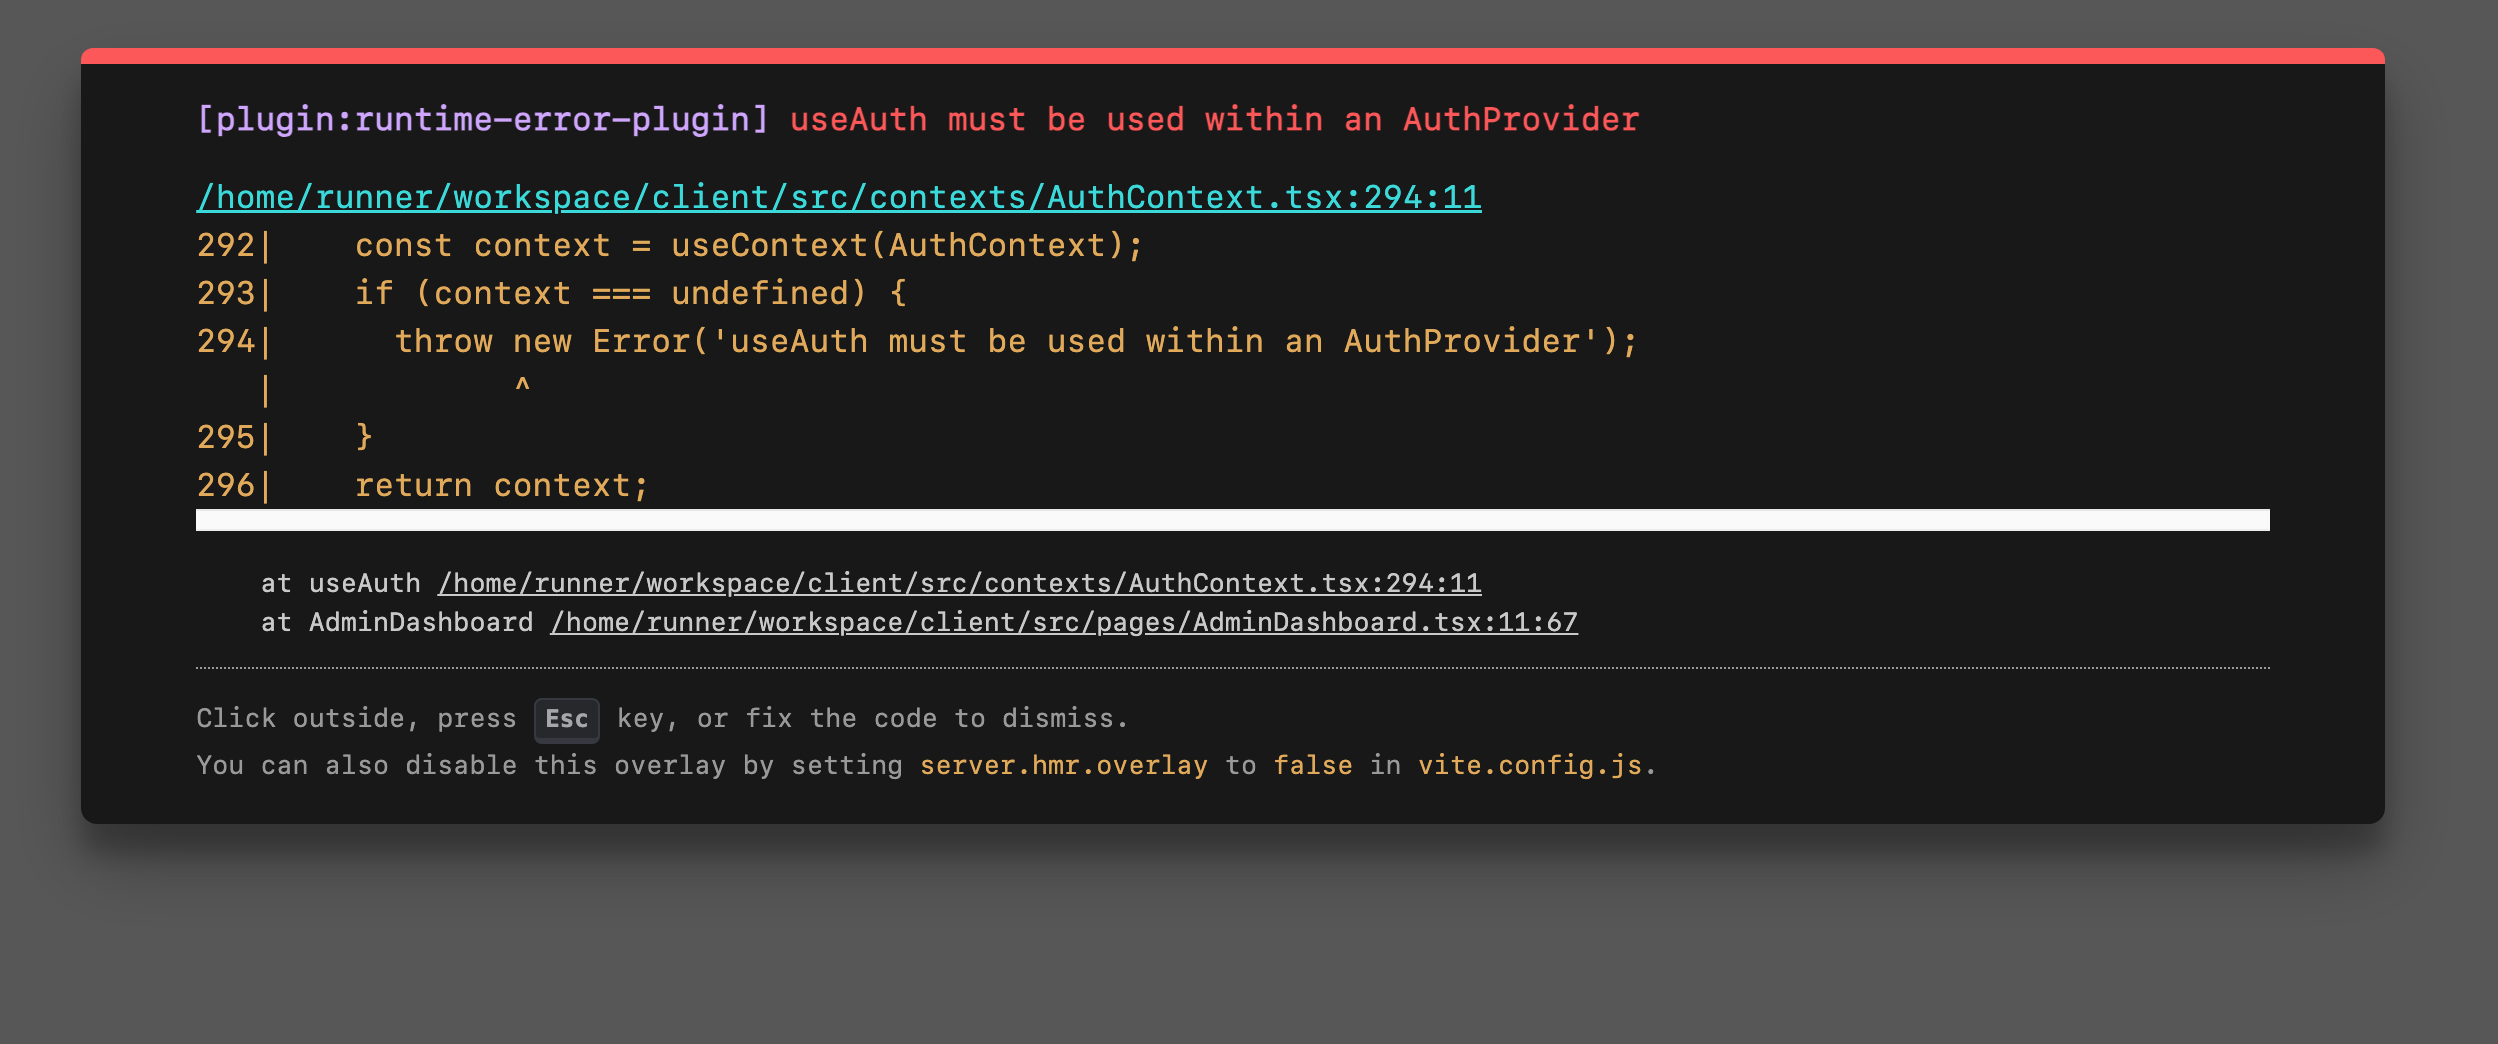 [plugin:runtime-error-plugin] useAuth must be used within an AuthProvider
/home/runner/workspace/client/src/contexts/AuthContext.tsx:294:11
292|    const context = useContext(AuthContext);
293|    if (context === undefined) {
294|      throw new Error('useAuth must be used within an AuthProvider');
   |            ^
295|    }
296|    return context;
at useAuth /home/runner/workspace/client/src/contexts/AuthContext.tsx:294:11
at AdminDashboard /home/runner/workspace/client/src/pages/AdminDashboard.tsx:11:67
Click outside, press Esc key, or fix the code to dismiss.
You can also disable this overlay by setting server.hmr.overlay to false in vite.config.js.